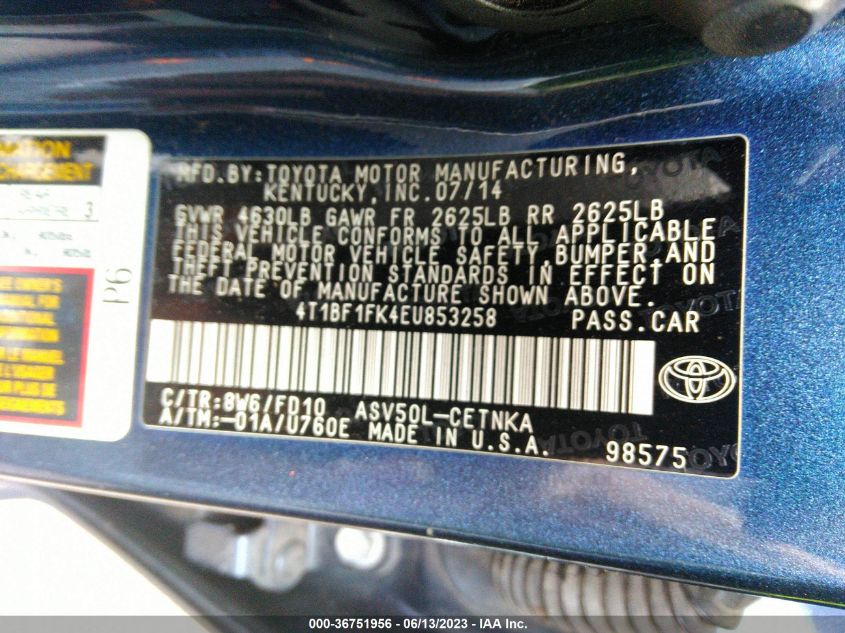 MFD.BY:TOYOTA MOTOR MANUFACTURING,
KENTUCKY,INC.07/14
GVWR 4630LB GAWR FR 2625LB RR 2625LB
THIS VEHICLE CONFORMS TO ALL APPLICABLE
FEDERAL MOTOR VEHICLE SAFETY,BUMPER,AND
THEFT PREVENTION STANDARDS IN EFFECT ON
THE DATE OF MANUFACTURE SHOWN ABOVE.
4T1BF1FK4EU853258 PASS.CAR
C/TR:8W6/FD10 ASV50L-CETNKA
A/TM:-01A/U760E MADE IN U.S.A.
98575
P6
3
000-36751956 - 06/13/2023 - IAA Inc.